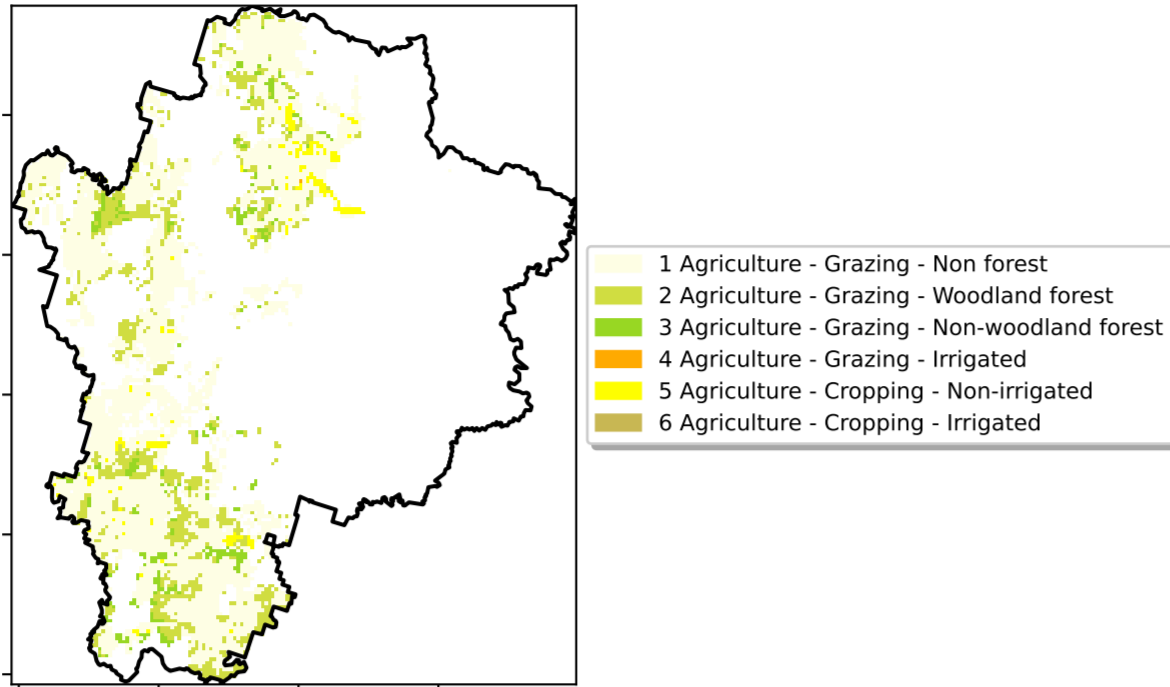 1 Agriculture - Grazing - Non forest
2 Agriculture - Grazing - Woodland forest
3 Agriculture - Grazing - Non-woodland forest
4 Agriculture - Grazing - Irrigated
5 Agriculture - Cropping - Non-irrigated
6 Agriculture - Cropping - Irrigated